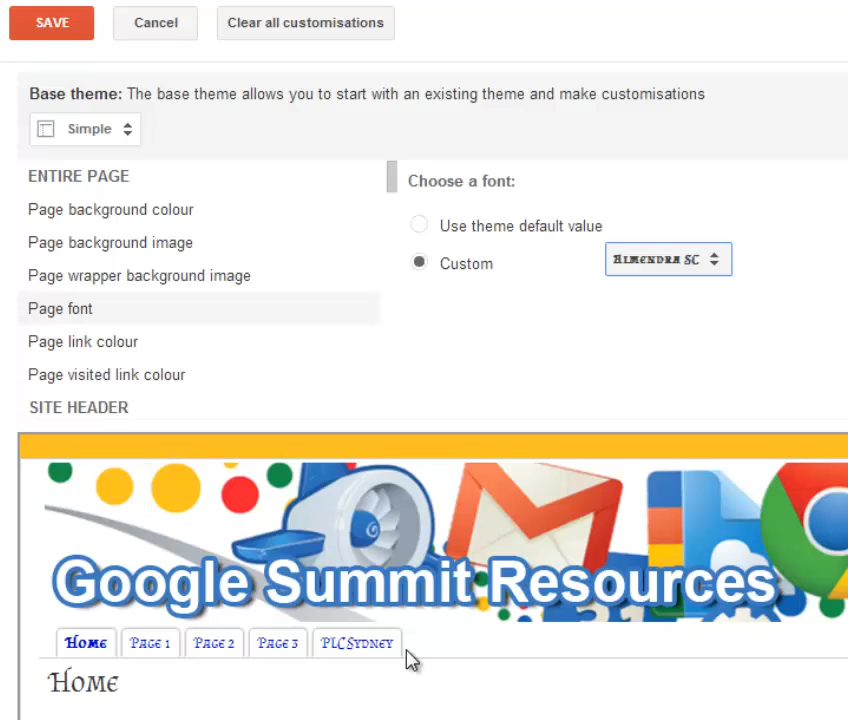 SAVE Cancel Clear all customisations
Base theme: The base theme allows you to start with an existing theme and make customisations
Simple
ENTIRE PAGE
Page background colour
Page background image
Page wrapper background image
Page font
Page link colour
Page visited link colour
SITE HEADER
Choose a font:
Use theme default value
Custom Almendra SC
31
Google Summit Resources
Home Page 1 Page 2 Page 3 PLCSydney
Home